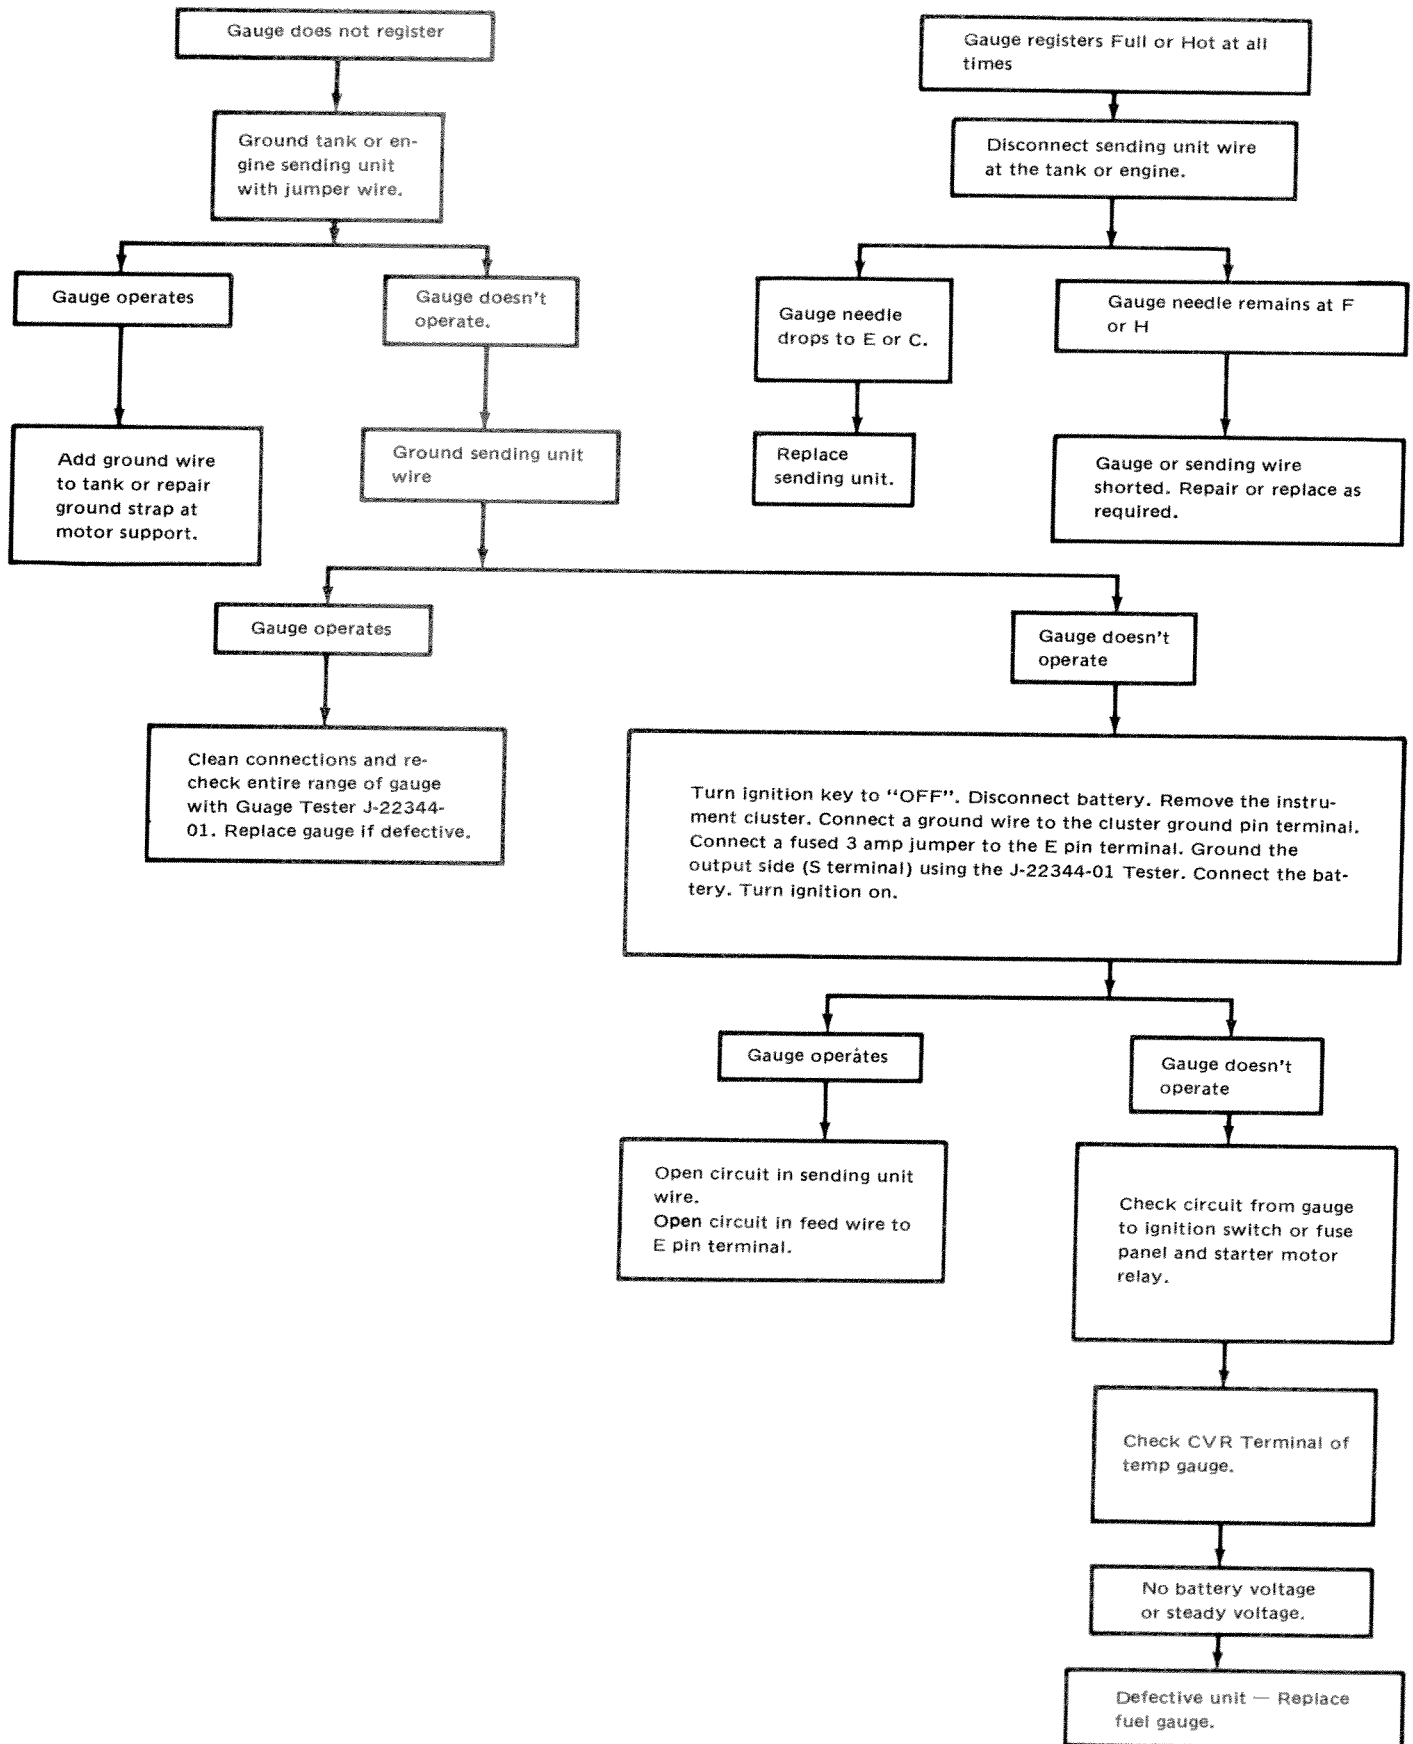 Gauge does not register
Gauge registers Full or Hot at all
times
Ground tank or en-
gine sending unit
with jumper wire.
Disconnect sending unit wire
at the tank or engine.
Gauge operates
Gauge doesn't
operate.
Gauge needle
drops to E or C.
Gauge needle remains at F
or H
Add ground wire
to tank or repair
ground strap at
motor support.
Ground sending unit
wire
Replace
sending unit.
Gauge or sending wire
shorted. Repair or replace as
required.
Gauge operates
Gauge doesn't
operate
Clean connections and re-
check entire range of gauge
with Guage Tester J-22344-
01. Replace gauge if defective.
Turn ignition key to “OFF”. Disconnect battery. Remove the instru-
ment cluster. Connect a ground wire to the cluster ground pin terminal.
Connect a fused 3 amp jumper to the E pin terminal. Ground the
output side (S terminal) using the J-22344-01 Tester. Connect the bat-
tery. Turn ignition on.
Gauge operates
Gauge doesn't
operate
Open circuit in sending unit
wire.
Open circuit in feed wire to
E pin terminal.
Check circuit from gauge
to ignition switch or fuse
panel and starter motor
relay.
Check CVR Terminal of
temp gauge.
No battery voltage
or steady voltage.
Defective unit — Replace
fuel gauge.